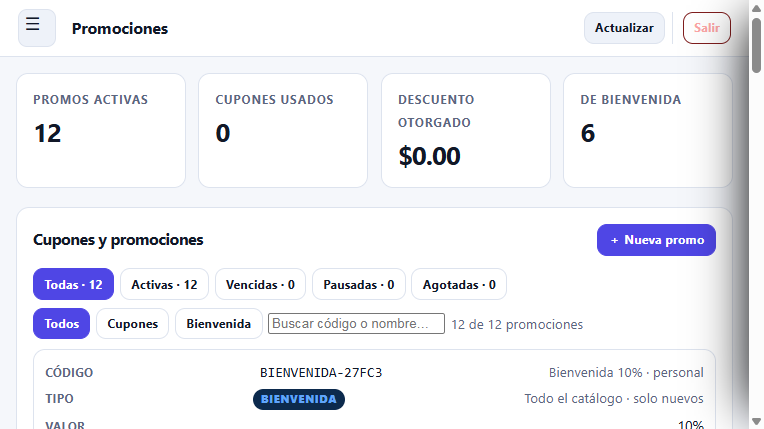 ☰ Promociones Actualizar Salir
PROMOS ACTIVAS
12
CUPONES USADOS
0
DESCUENTO
OTORGADO
$0.00
DE BIENVENIDA
6
Cupones y promociones + Nueva promo
Todas · 12 Activas · 12 Vencidas · 0 Pausadas · 0 Agotadas · 0
Todos Cupones Bienvenida Buscar código o nombre... 12 de 12 promociones
CÓDIGO BIENVENIDA-27FC3 Bienvenida 10% · personal
TIPO BIENVENIDA Todo el catálogo · solo nuevos
VALOR 10%